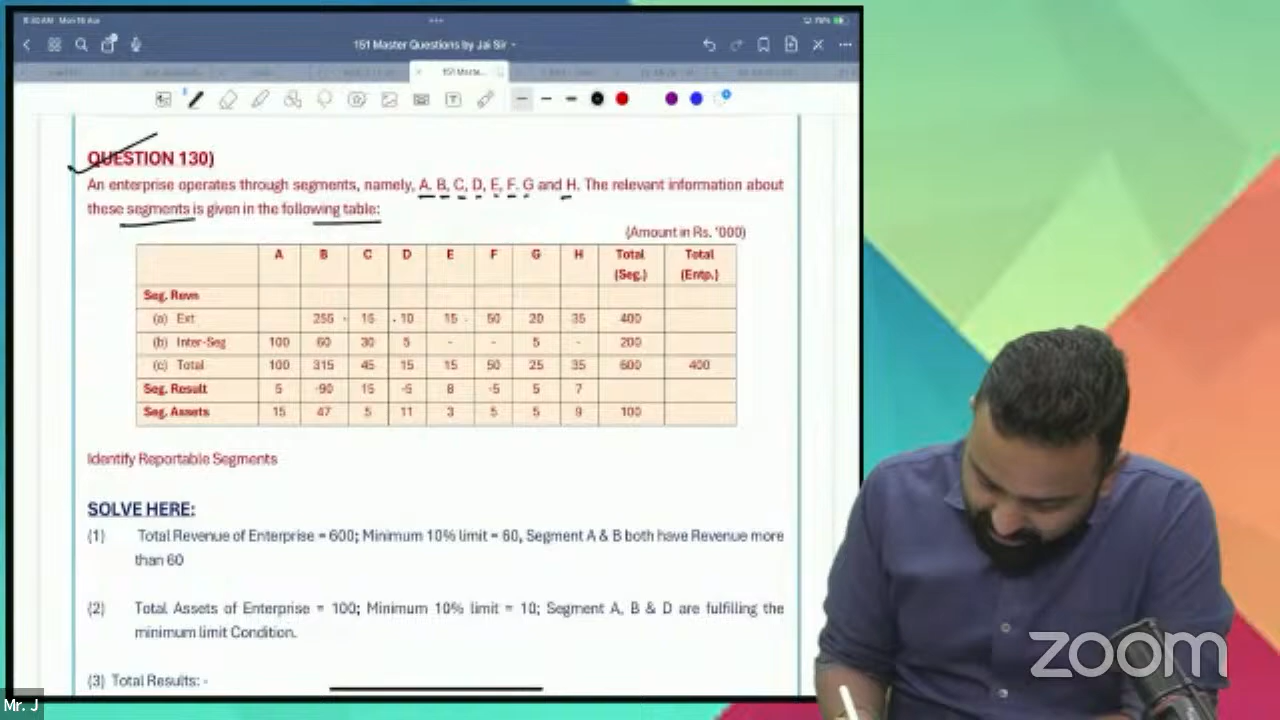 151 Master Questions by Jai Sir
151 Maste...
QUESTION 130)
An enterprise operates through segments, namely, A. B, C, D, E, F. G and H. The relevant information about
these segments is given in the following table:
(Amount in Rs. '000)
A B C D E F G H Total (Seg.) Total (Entp.)
Seg. Revn
(a) Ext 255 15 10 15 50 20 35 400
(b) Inter-Seg 100 60 30 5 - - 5 - 200
(c) Total 100 315 45 15 15 50 25 35 600 400
Seg. Result 5 -90 15 -5 8 -5 5 7
Seg. Assets 15 47 5 11 3 5 5 9 100
Identify Reportable Segments
SOLVE HERE:
(1) Total Revenue of Enterprise = 600; Minimum 10% limit = 60, Segment A & B both have Revenue more
than 60
(2) Total Assets of Enterprise = 100; Minimum 10% limit = 10; Segment A, B & D are fulfilling the
minimum limit Condition.
(3) Total Results: -
zoom
Mr. J